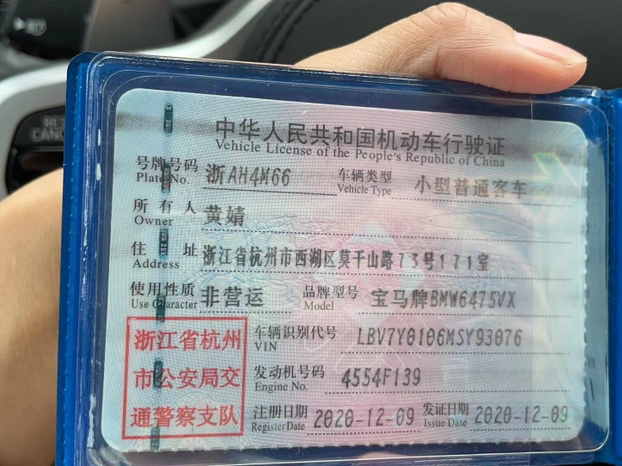 中华人民共和国机动车行驶证
Vehicle License of the People's Republic of China
号牌号码 浙AH4M66 车辆类型 小型普通客车
Plate No. Vehicle Type
所有人 黄婧
Owner
住址 浙江省杭州市西湖区莫干山路73号171室
Address
使用性质 非营运 品牌型号 宝马牌BMW6475VX
Use Character Model
浙江省杭州
市公安局交
通警察支队
车辆识别代号 LBV7Y0106MSY93076
VIN
发动机号码 4554F139
Engine No.
注册日期 2020-12-09 发证日期 2020-12-09
Register Date Issue Date